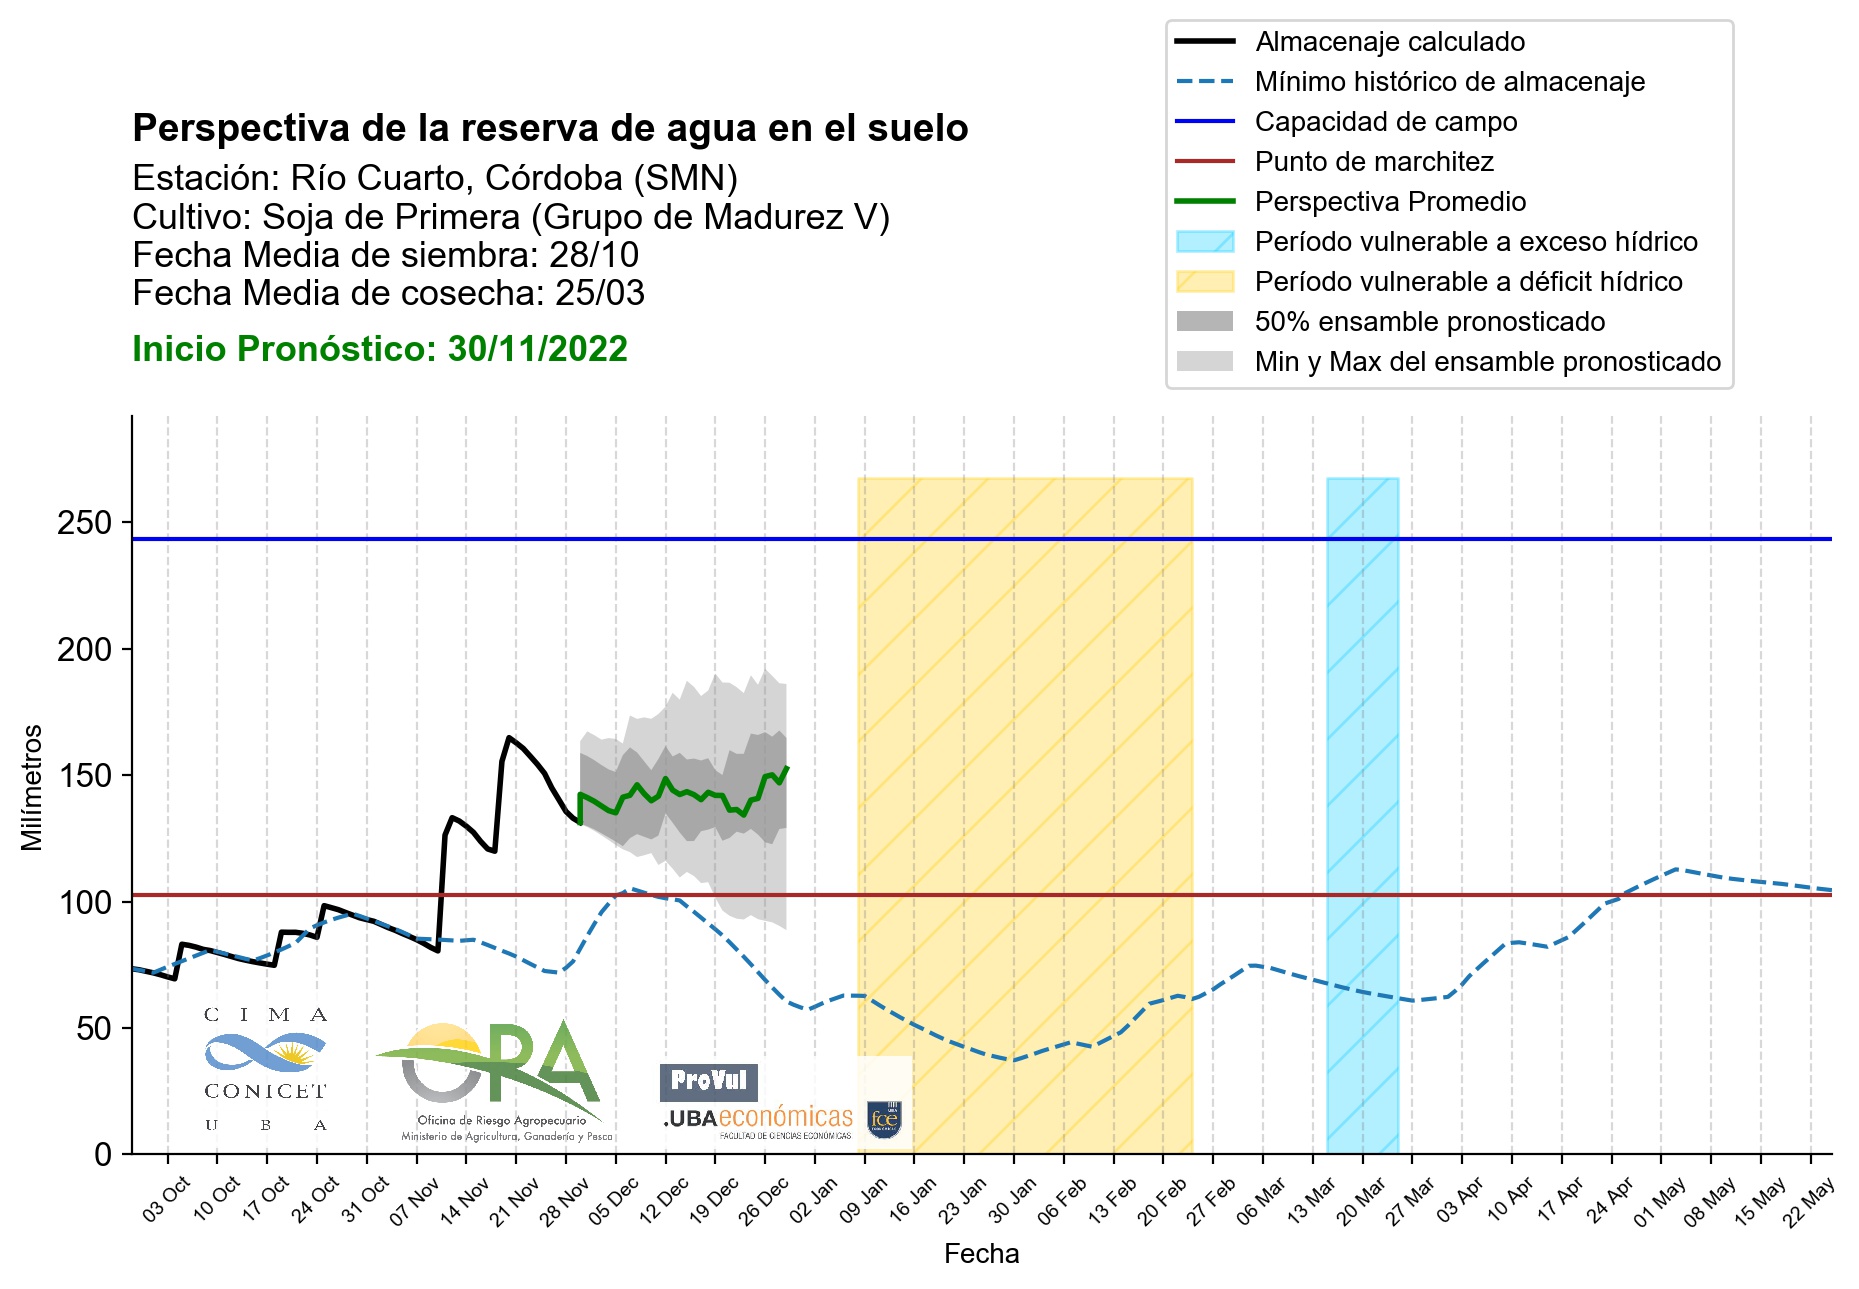 Almacenaje calculado
Mínimo histórico de almacenaje
Capacidad de campo
Punto de marchitez
Perspectiva Promedio
Período vulnerable a exceso hídrico
Período vulnerable a déficit hídrico
50% ensamble pronosticado
Min y Max del ensamble pronosticado
Perspectiva de la reserva de agua en el suelo
Estación: Río Cuarto, Córdoba (SMN)
Cultivo: Soja de Primera (Grupo de Madurez V)
Fecha Media de siembra: 28/10
Fecha Media de cosecha: 25/03
Inicio Pronóstico: 30/11/2022
Milímetros
250
200
150
100
50
0
CIMA
CONICET
UBA
ORA
Oficina de Riesgo Agropecuario
Ministerio de Agricultura, Ganadería y Pesca
ProVul
.UBAeconómicas
FACULTAD DE CIENCIAS ECONÓMICAS
fce
03 Oct
10 Oct
17 Oct
24 Oct
31 Oct
07 Nov
14 Nov
21 Nov
28 Nov
05 Dec
12 Dec
19 Dec
26 Dec
02 Jan
09 Jan
16 Jan
23 Jan
30 Jan
06 Feb
13 Feb
20 Feb
27 Feb
06 Mar
13 Mar
20 Mar
27 Mar
03 Apr
10 Apr
17 Apr
24 Apr
01 May
08 May
15 May
22 May
Fecha